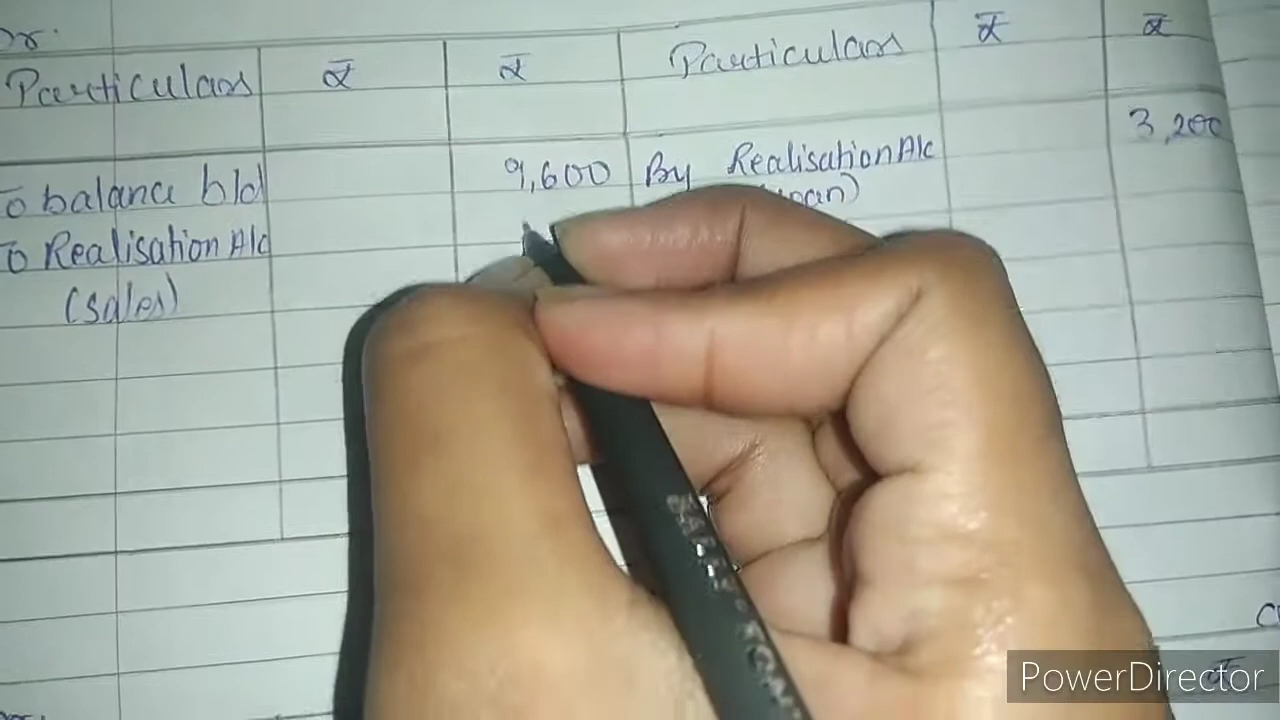 Dr.
Particulars ₹ ₹ Particulars ₹ ₹
To balance b/d 9,600 By Realisation A/c 3,200
To Realisation A/c
(sales)
PowerDirector